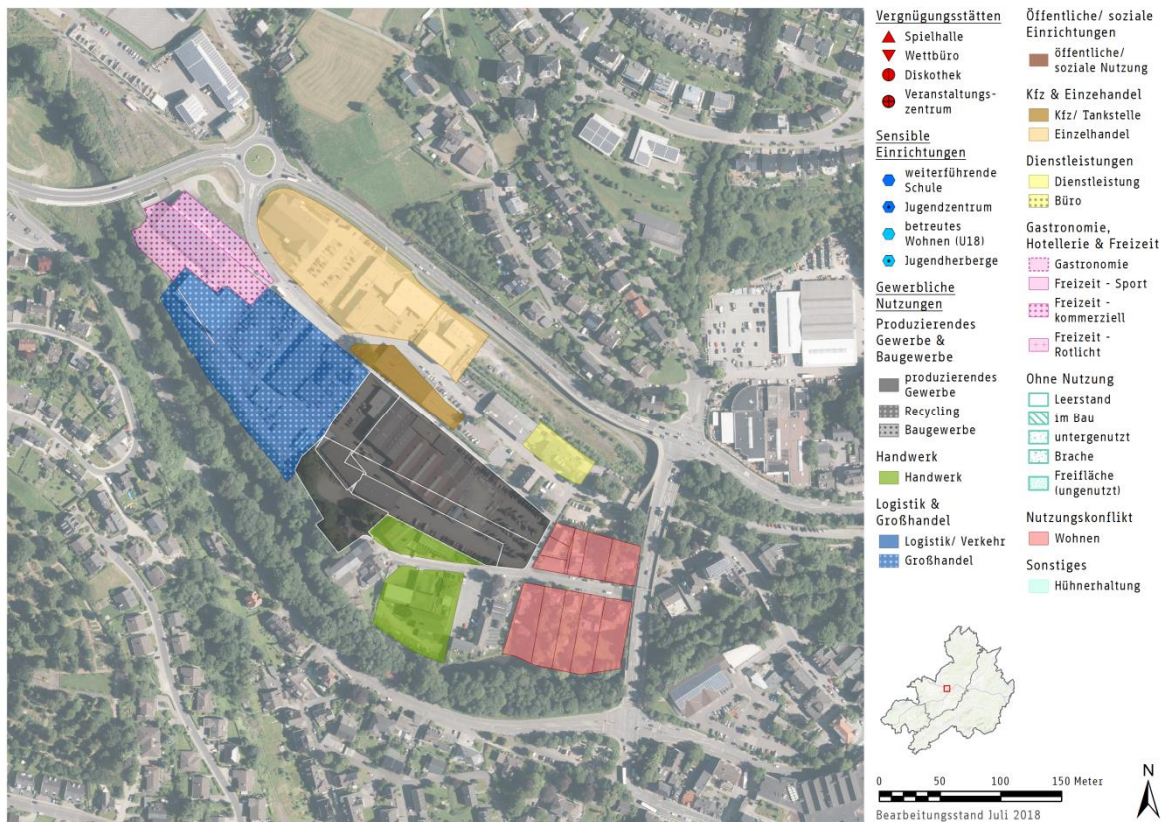 Vergnügungsstätten
Spielhalle
Wettbüro
Diskothek
Veranstaltungs-
zentrum
Sensible
Einrichtungen
weiterführende
Schule
Jugendzentrum
betreutes
Wohnen (U18)
Jugendherberge
Gewerbliche
Nutzungen
Produzierendes
Gewerbe &
Baugewerbe
produzierendes
Gewerbe
Recycling
Baugewerbe
Handwerk
Handwerk
Logistik &
Großhandel
Logistik/ Verkehr
Großhandel
Öffentliche/ soziale
Einrichtungen
öffentliche/
soziale Nutzung
Kfz & Einzehandel
Kfz/ Tankstelle
Einzelhandel
Dienstleistungen
Dienstleistung
Büro
Gastronomie,
Hotellerie & Freizeit
Gastronomie
Freizeit - Sport
Freizeit -
kommerziell
Freizeit -
Rotlicht
Ohne Nutzung
Leerstand
im Bau
untergenutzt
Brache
Freifläche
(ungenutzt)
Nutzungskonflikt
Wohnen
Sonstiges
Hühnerhaltung
0 50 100 150 Meter
Bearbeitungsstand Juli 2018
N